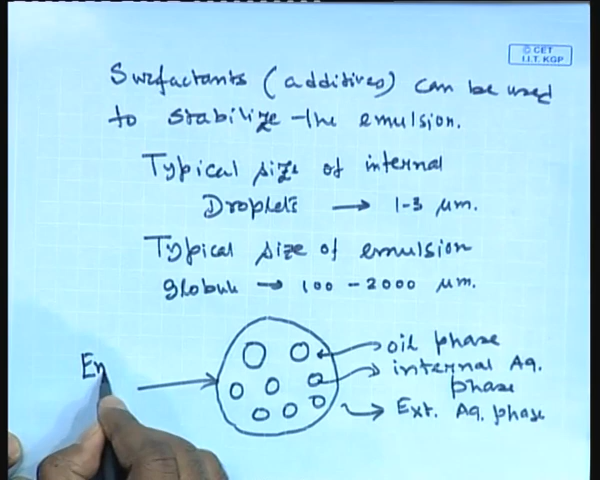 © CET
I.I.T. KGP
Surfactants (additives) can be used
to stabilize the emulsion.
Typical size of internal
Droplets → 1-3 μm.
Typical size of emulsion
globule → 100 - 2000 μm.
oil phase
internal Aq.
phase
Ext. Aq. phase
Em